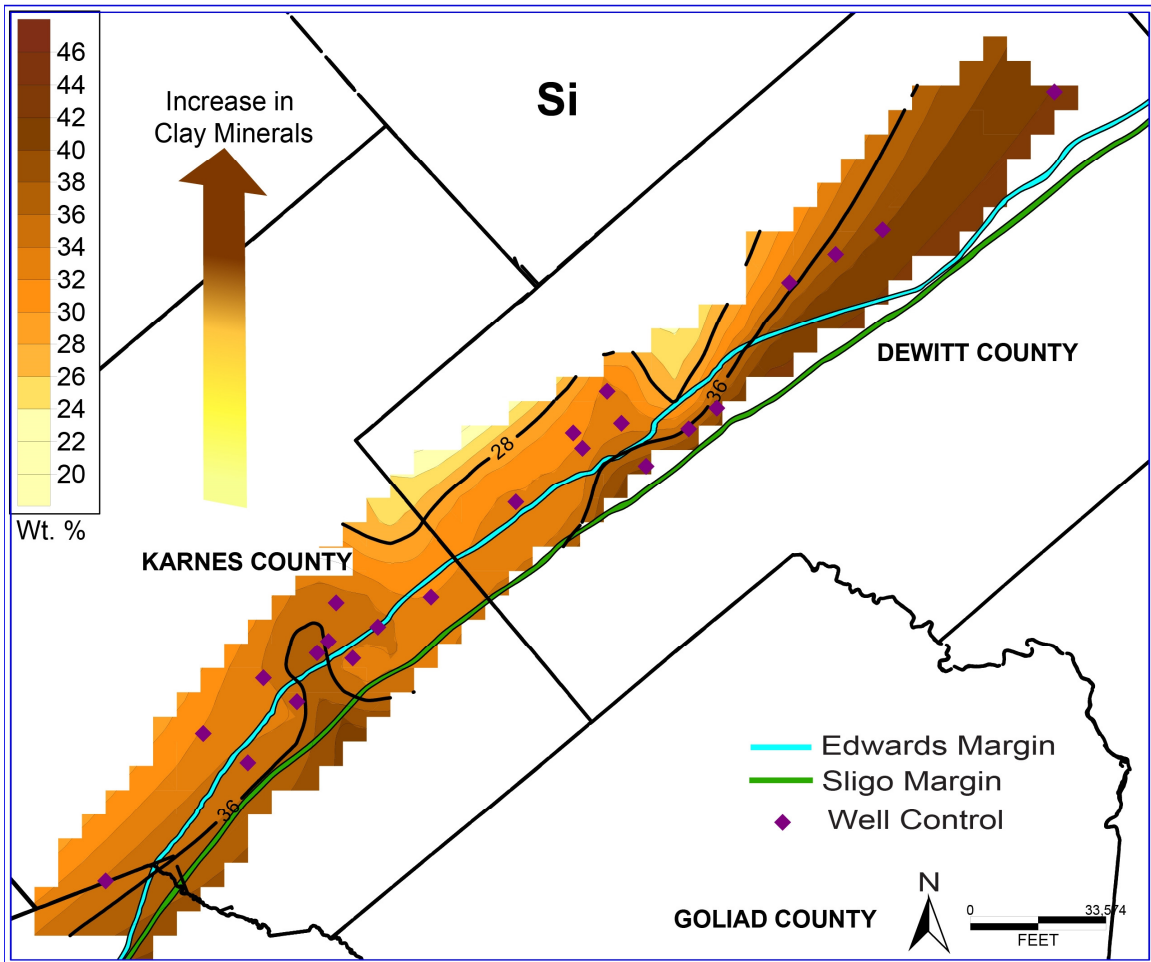 46
44
42
40
38
36
34
32
30
28
26
24
22
20
Wt. %
Increase in
Clay Minerals
Si
DEWITT COUNTY
36
28
KARNES COUNTY
36
Edwards Margin
Sligo Margin
Well Control
GOLIAD COUNTY
N
0 33,574
FEET